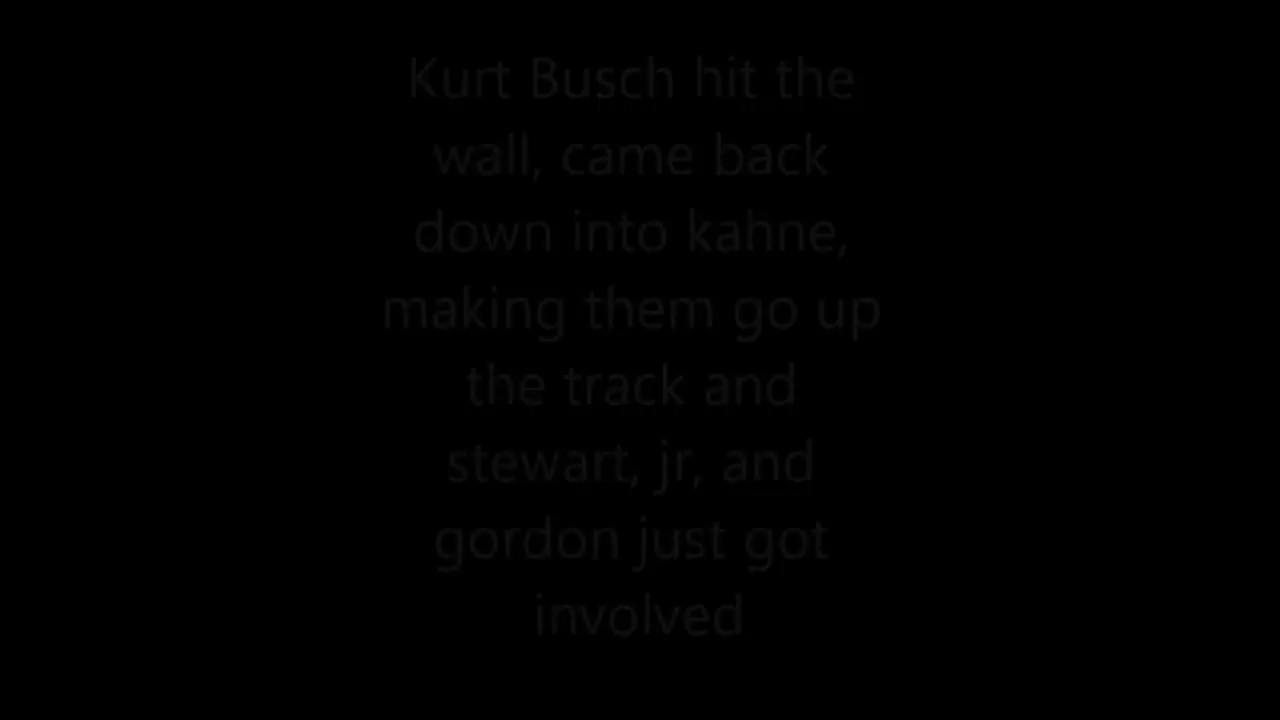 Kurt Busch hit the
wall, came back
down into kahne,
making them go up
the track and
stewart, jr, and
gordon just got
involved